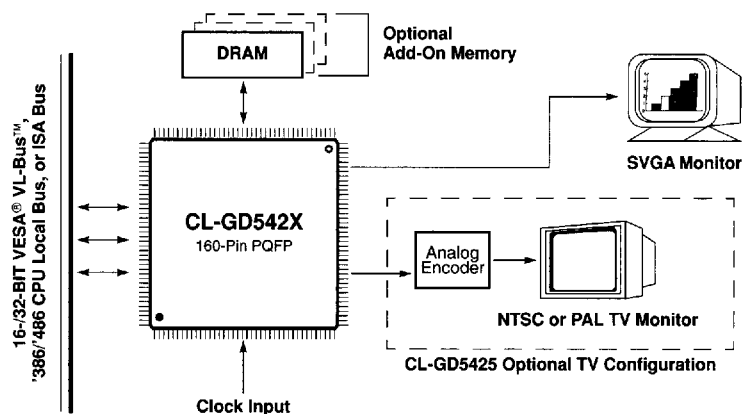 DRAM
Optional
Add-On Memory
16-/32-BIT VESA® VL-Bus™,
'386/'486 CPU Local Bus, or ISA Bus
CL-GD542X
160-Pin PQFP
SVGA Monitor
Analog
Encoder
NTSC or PAL TV Monitor
CL-GD5425 Optional TV Configuration
Clock Input